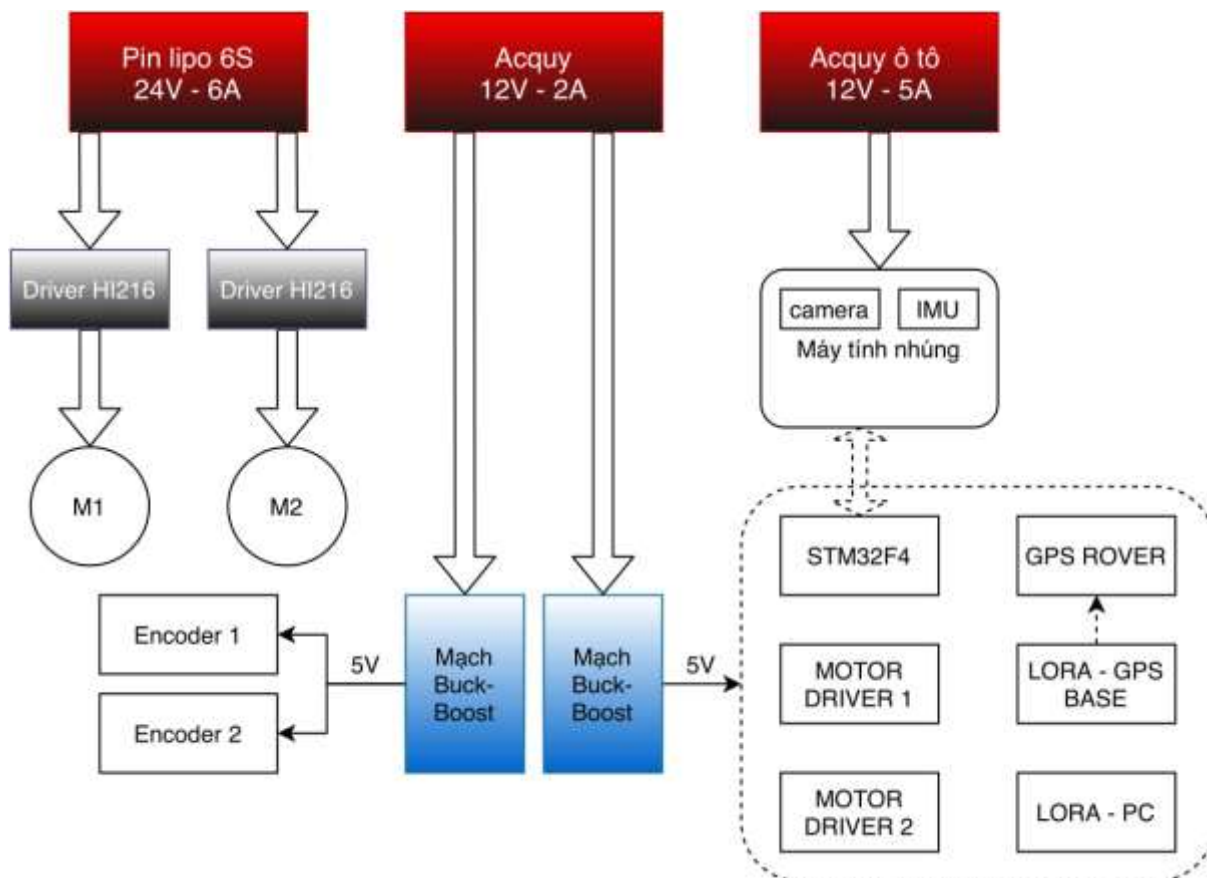 Pin lipo 6S
24V - 6A
Acquy
12V - 2A
Acquy ô tô
12V - 5A
Driver HI216
Driver HI216
camera
IMU
Máy tính nhúng
M1
M2
STM32F4
GPS ROVER
Encoder 1
5V
Mạch
Buck-
Boost
Mạch
Buck-
Boost
5V
MOTOR
DRIVER 1
LORA - GPS
BASE
Encoder 2
MOTOR
DRIVER 2
LORA - PC